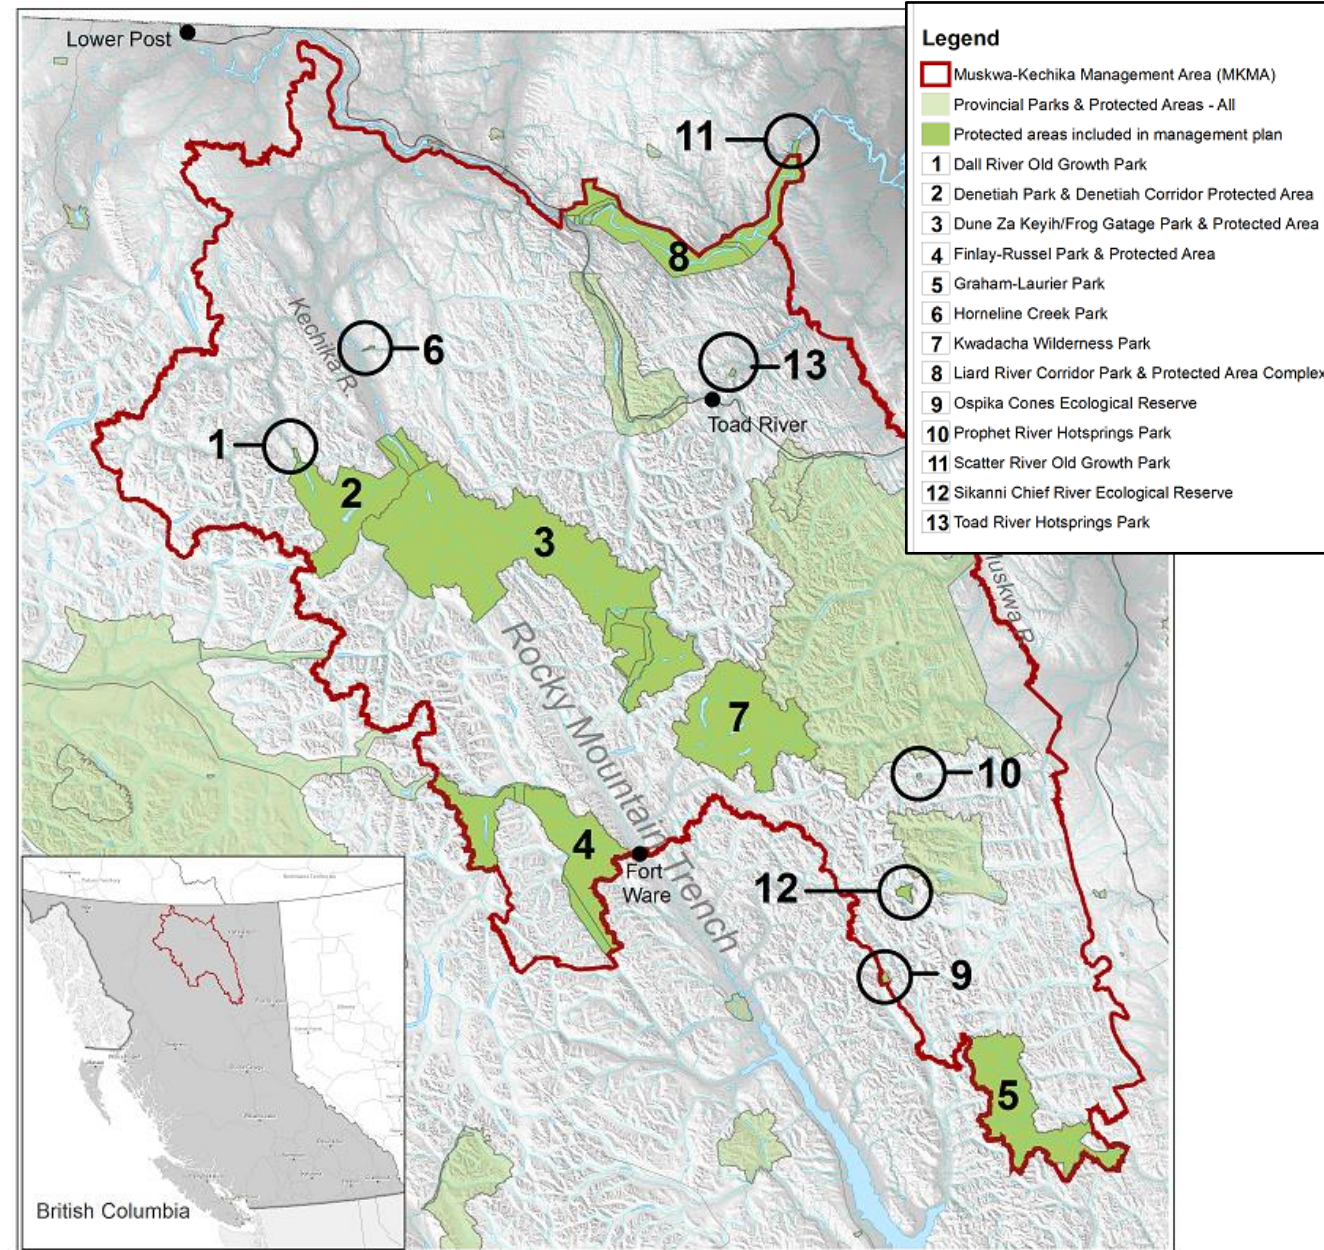 Lower Post
Legend
Muskwa-Kechika Management Area (MKMA)
Provincial Parks & Protected Areas - All
Protected areas included in management plan
1 Dall River Old Growth Park
2 Denetiah Park & Denetiah Corridor Protected Area
3 Dune Za Keyih/Frog Gatage Park & Protected Area
4 Finlay-Russel Park & Protected Area
5 Graham-Laurier Park
6 Horneline Creek Park
7 Kwadacha Wilderness Park
8 Liard River Corridor Park & Protected Area Complex
9 Ospika Cones Ecological Reserve
10 Prophet River Hotsprings Park
11 Scatter River Old Growth Park
12 Sikanni Chief River Ecological Reserve
13 Toad River Hotsprings Park
11
8
Kechika R.
6
13
Toad River
1
2
3
Muskwa R.
Rocky Mountain Trench
7
10
4
Fort
Ware
12
9
5
British Columbia